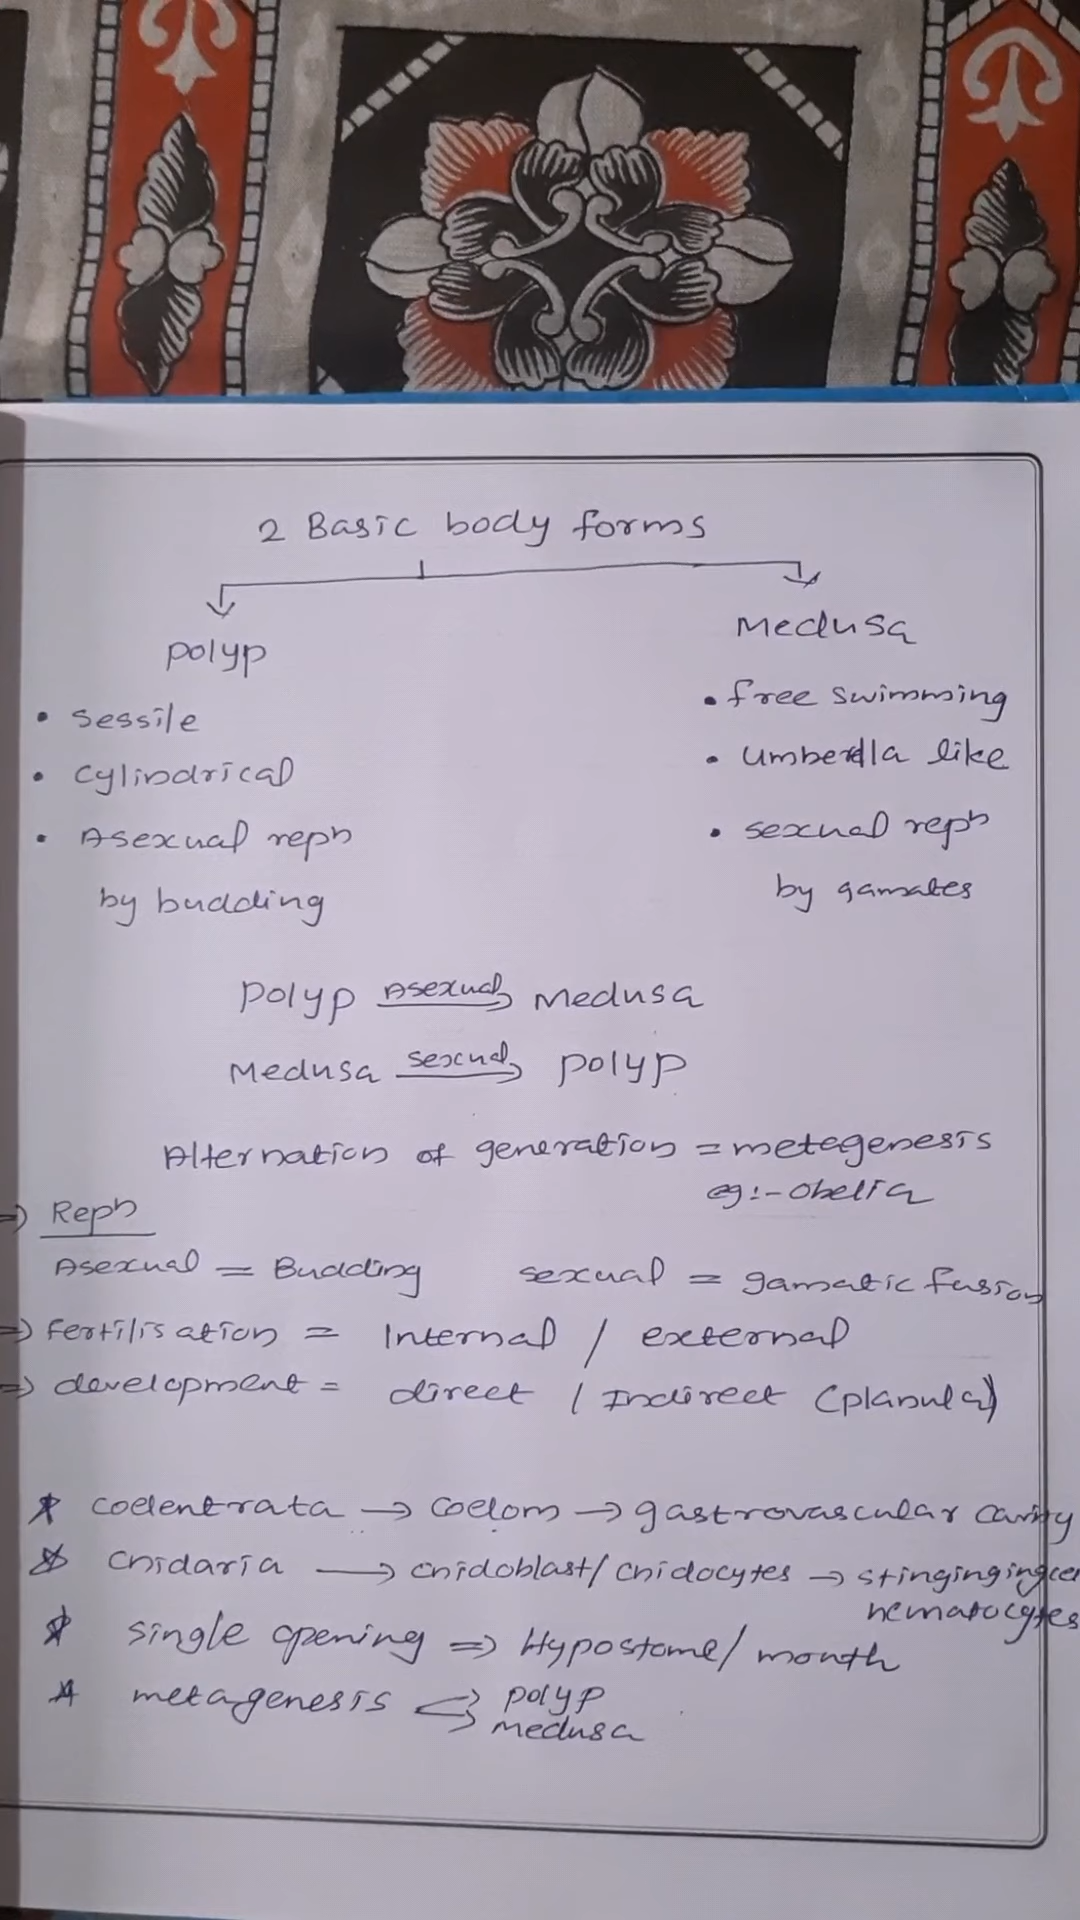 2 Basic body forms
Polyp
Medusa
• sessile
• free swimming
• cylindrical
• umberella like
• Asexual repn
by budding
• sexual repn
by gamates
Polyp Asexual Medusa
Medusa sexual polyp
Alternation of generation = metegenesis
eg:- Obelia
=> Repn
Asexual = Budding sexual = gamatic fusion
=> fertilisation = Internal / external
=> development = direct / Indirect (planula)
* coelentrata → coelom → gastrovascular cavity
* cnidaria → cnidoblast/ cnidocytes → stinginging cel
nematocytes
* single opening => Hypostome/ mouth
* metagenesis polyp
medusa